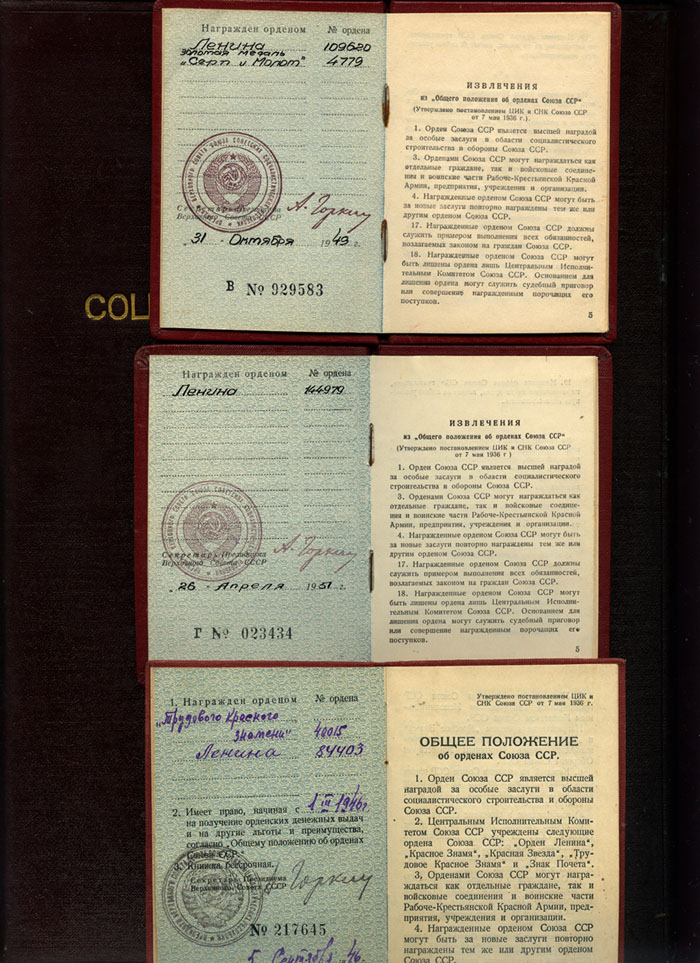 Награжден орденом № ордена
Ленина 109620
Золотая медаль
„Серп и Молот" 4779
Секретарь Президиума
Верховного Совета СССР А. Горкин
„31" Октября 1949 г.
В № 929583
ИЗВЛЕЧЕНИЯ
из „Общего положения об орденах Союза ССР"
(Утверждено постановлением ЦИК и СНК Союза ССР
от 7 мая 1936 г.)
1. Орден Союза ССР является высшей наградой
за особые заслуги в области социалистического
строительства и обороны Союза ССР.
3. Орденами Союза ССР могут награждаться как
отдельные граждане, так и войсковые соедине-
ния и воинские части Рабоче-Крестьянской Красной
Армии, предприятия, учреждения и организации.
4. Награжденные орденом Союза ССР могут быть
за новые заслуги повторно награждены тем же или
другим орденом Союза ССР.
17. Награжденные орденом Союза ССР должны
служить примером выполнения всех обязанностей,
возлагаемых законом на граждан Союза ССР.
18. Награжденные орденом Союза ССР могут
быть лишены ордена лишь Центральным Исполни-
тельным Комитетом Союза ССР. Основанием для
лишения ордена могут служить судебный приговор
или совершение награжденным порочащих его
поступков.
5
COLL
Награжден орденом № ордена
Ленина 144979
Секретарь Президиума
Верховного Совета СССР А. Горкин
„26" Апреля 1951 г.
Г № 023434
ИЗВЛЕЧЕНИЯ
из „Общего положения об орденах Союза ССР"
(Утверждено постановлением ЦИК и СНК Союза ССР
от 7 мая 1936 г.)
1. Орден Союза ССР является высшей наградой
за особые заслуги в области социалистического
строительства и обороны Союза ССР.
3. Орденами Союза ССР могут награждаться как
отдельные граждане, так и войсковые соедине-
ния и воинские части Рабоче-Крестьянской Красной
Армии, предприятия, учреждения и организации.
4. Награжденные орденом Союза ССР могут быть
за новые заслуги повторно награждены тем же или
другим орденом Союза ССР.
17. Награжденные орденом Союза ССР должны
служить примером выполнения всех обязанностей,
возлагаемых законом на граждан Союза ССР.
18. Награжденные орденом Союза ССР могут
быть лишены ордена лишь Центральным Исполни-
тельным Комитетом Союза ССР. Основанием для
лишения ордена могут служить судебный приговор
или совершение награжденным порочащих его
поступков.
5
1. Награжден орденом № ордена
„Трудового Красного
Знамени" 40015
Ленина 84403
2. Имеет право, начиная с 1 III 1946г
на получение орденских денежных выдач
и на другие льготы и преимущества,
согласно „Общему положению об орденах
Союза ССР."
Книжка бессрочная.
Секретарь Президиума
Верховного Совета СССР Горкин
№ 217645
5 Сентября 46.
Утверждено постановлением ЦИК и
СНК Союза ССР от 7 мая 1936 г.
ОБЩЕЕ ПОЛОЖЕНИЕ
об орденах Союза ССР.
1. Орден Союза ССР является высшей
наградой за особые заслуги в области
социалистического строительства и обороны
Союза ССР.
2. Центральным Исполнительным Коми-
тетом Союза ССР учреждены следующие
ордена Союза ССР: „Орден Ленина",
„Красное Знамя", „Красная Звезда", „Тру-
довое Красное Знамя" и „Знак Почета".
3. Орденами Союза ССР могут награ-
ждаться как отдельные граждане, так и
войсковые соединения и воинские части
Рабоче-Крестьянской Красной Армии, пред-
приятия, учреждения и организации.
4. Награжденные орденом Союза ССР
могут быть за новые заслуги повторно
награждены тем же или другим орденом
Союза ССР.